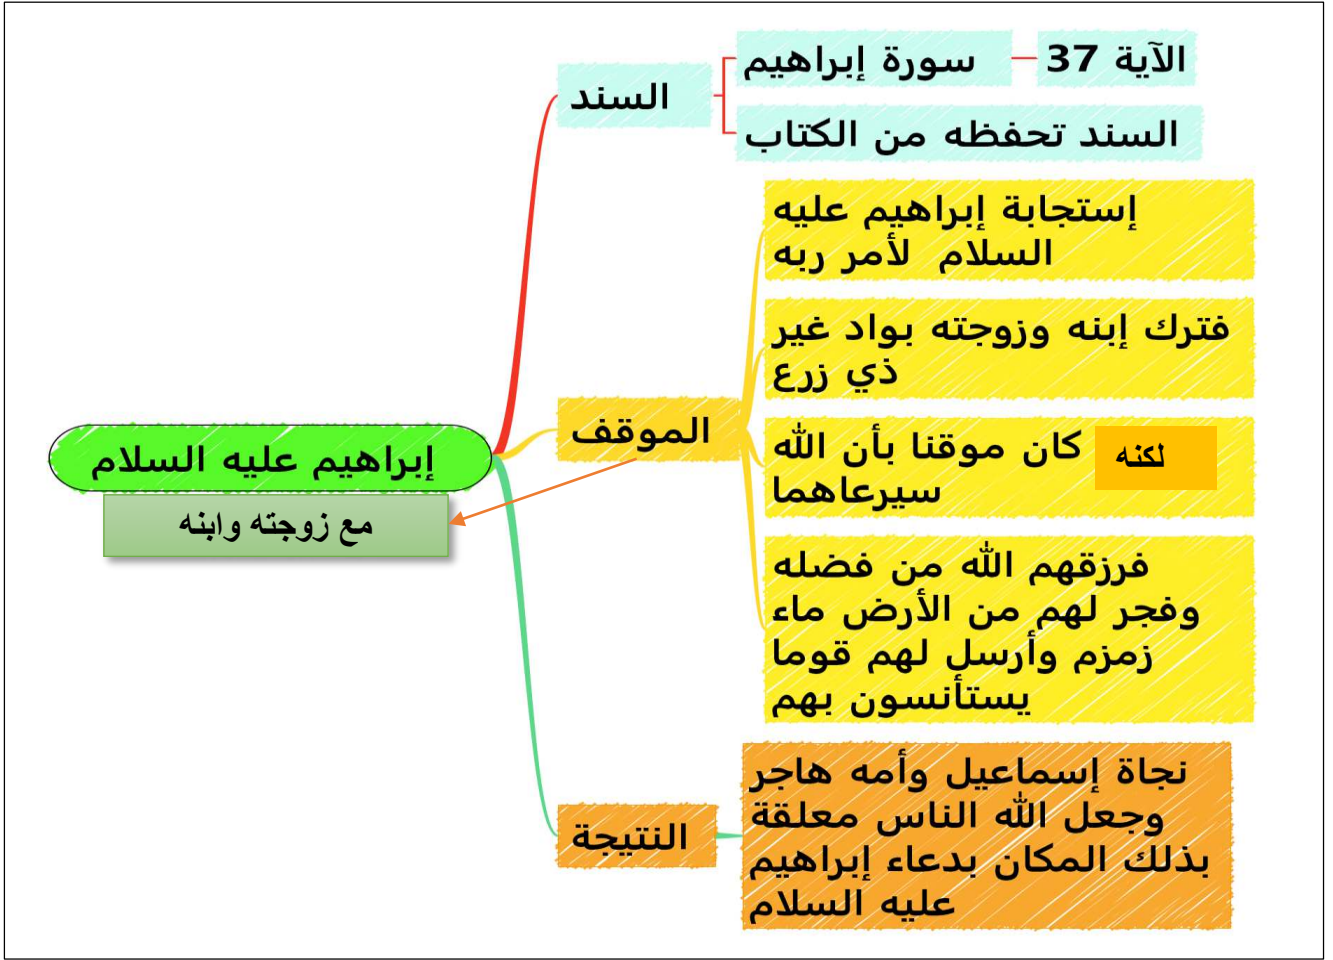 إبراهيم عليه السلام
مع زوجته وابنه
السند
سورة إبراهيم
الآية 37
السند تحفظه من الكتاب
الموقف
إستجابة إبراهيم عليه
السلام لأمر ربه
فترك إبنه وزوجته بواد غير
ذي زرع
لكنه
كان موقنا بأن الله
سيرعاهما
فرزقهم الله من فضله
وفجر لهم من الأرض ماء
زمزم وأرسل لهم قوما
يستأنسون بهم
النتيجة
نجاة إسماعيل وأمه هاجر
وجعل الله الناس معلقة
بذلك المكان بدعاء إبراهيم
عليه السلام